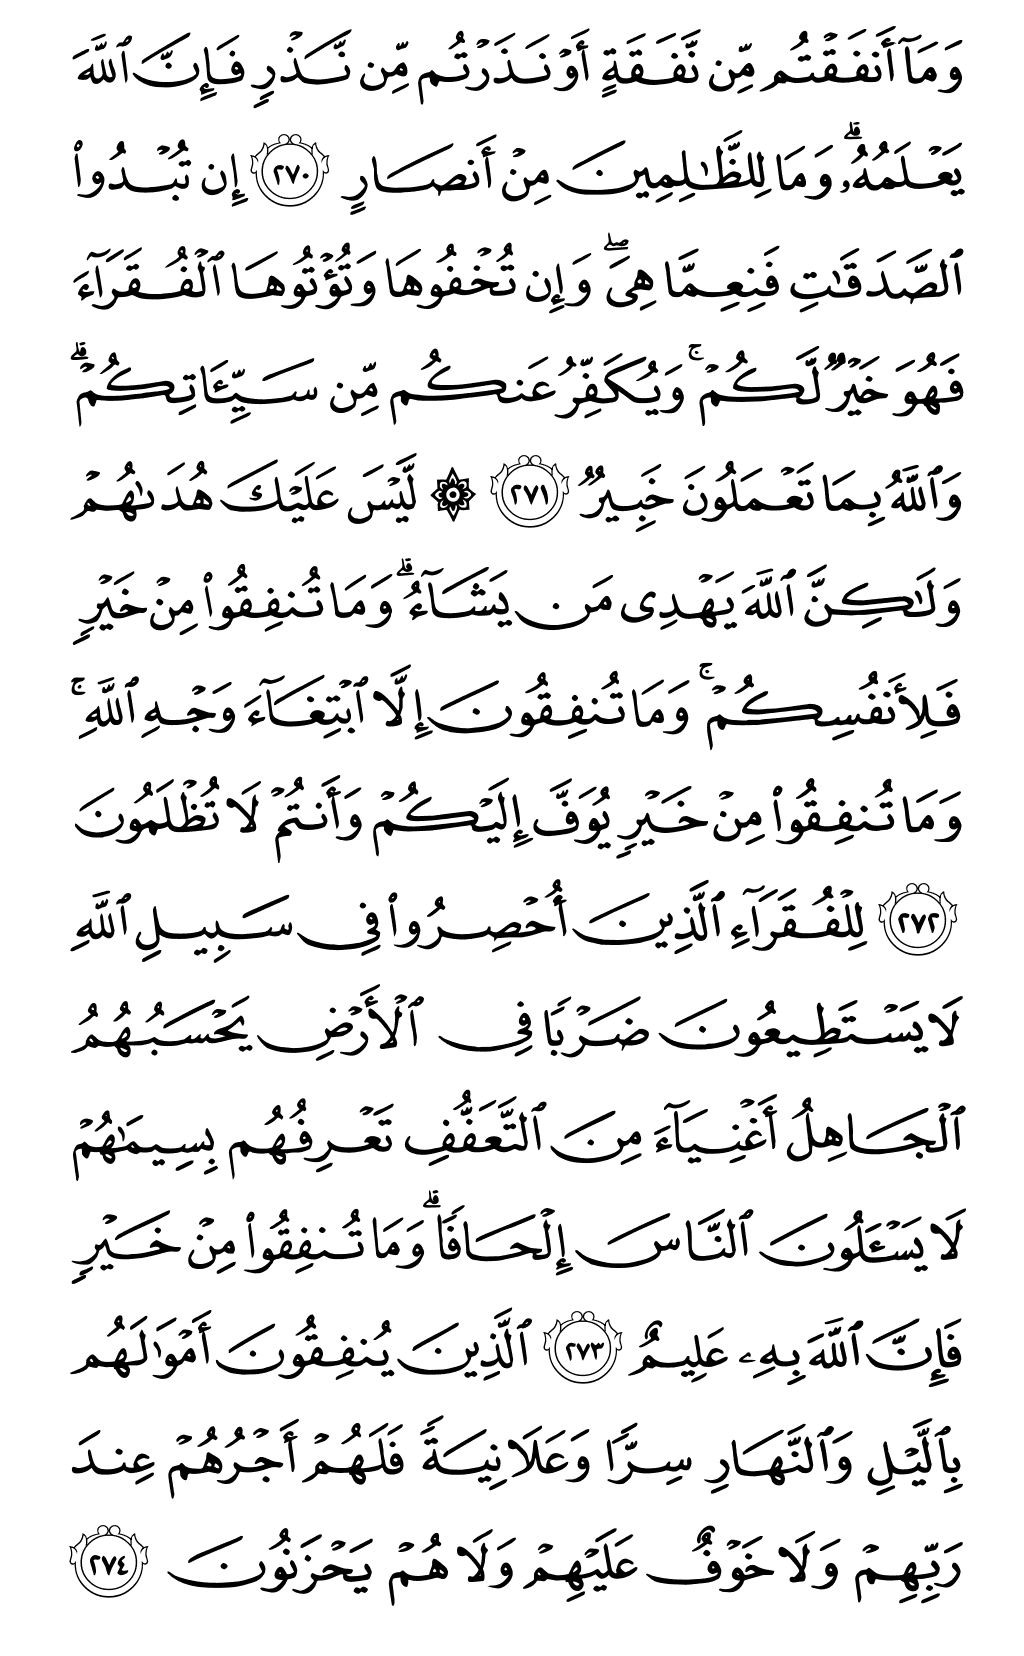 وَمَآ أَنفَقْتُم مِّن نَّفَقَةٍ أَوْ نَذَرْتُم مِّن نَّذْرٍ فَإِنَّ ٱللَّهَ
يَعْلَمُهُۥ ۗ وَمَا لِلظَّٰلِمِينَ مِنْ أَنصَارٍ ٢٧٠ إِن تُبْدُوا۟
ٱلصَّدَقَٰتِ فَنِعِمَّا هِىَ ۖ وَإِن تُخْفُوهَا وَتُؤْتُوهَا ٱلْفُقَرَآءَ
فَهُوَ خَيْرٌ لَّكُمْ ۚ وَيُكَفِّرُ عَنكُم مِّن سَيِّـَٔاتِكُمْ ۗ
وَٱللَّهُ بِمَا تَعْمَلُونَ خَبِيرٌ ٢٧١ ۞ لَّيْسَ عَلَيْكَ هُدَىٰهُمْ
وَلَٰكِنَّ ٱللَّهَ يَهْدِى مَن يَشَآءُ ۗ وَمَا تُنفِقُوا۟ مِنْ خَيْرٍ
فَلِأَنفُسِكُمْ ۚ وَمَا تُنفِقُونَ إِلَّا ٱبْتِغَآءَ وَجْهِ ٱللَّهِ ۚ
وَمَا تُنفِقُوا۟ مِنْ خَيْرٍ يُوَفَّ إِلَيْكُمْ وَأَنتُمْ لَا تُظْلَمُونَ
٢٧٢ لِلْفُقَرَآءِ ٱلَّذِينَ أُحْصِرُوا۟ فِى سَبِيلِ ٱللَّهِ
لَا يَسْتَطِيعُونَ ضَرْبًا فِى ٱلْأَرْضِ يَحْسَبُهُمُ
ٱلْجَاهِلُ أَغْنِيَآءَ مِنَ ٱلتَّعَفُّفِ تَعْرِفُهُم بِسِيمَٰهُمْ
لَا يَسْـَٔلُونَ ٱلنَّاسَ إِلْحَافًا ۗ وَمَا تُنفِقُوا۟ مِنْ خَيْرٍ
فَإِنَّ ٱللَّهَ بِهِۦ عَلِيمٌ ٢٧٣ ٱلَّذِينَ يُنفِقُونَ أَمْوَٰلَهُم
بِٱلَّيْلِ وَٱلنَّهَارِ سِرًّا وَعَلَانِيَةً فَلَهُمْ أَجْرُهُمْ عِندَ
رَبِّهِمْ وَلَا خَوْفٌ عَلَيْهِمْ وَلَا هُمْ يَحْزَنُونَ ٢٧٤